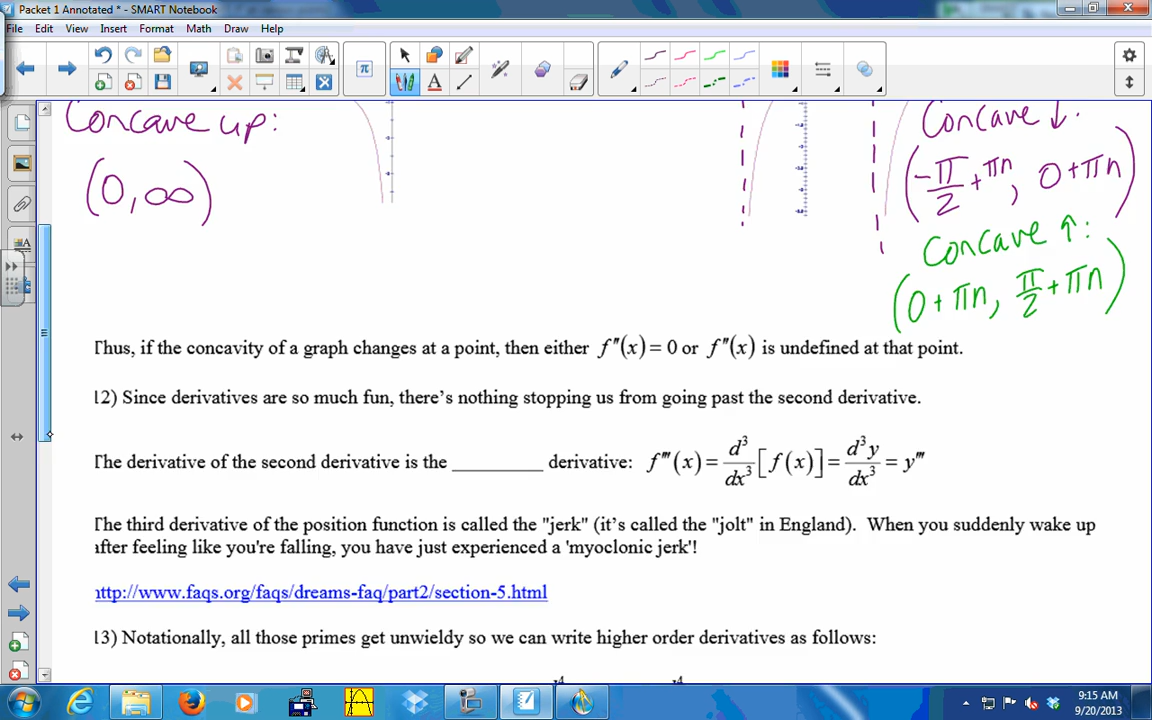 Packet 1 Annotated * - SMART Notebook
File Edit View Insert Format Math Draw Help
Concave up:
(0, ∞)
Concave ↓:
(-π/2 + πn, 0 + πn)
Concave ↑:
(0 + πn, π/2 + πn)
Thus, if the concavity of a graph changes at a point, then either f″(x) = 0 or f″(x) is undefined at that point.
12) Since derivatives are so much fun, there's nothing stopping us from going past the second derivative.
The derivative of the second derivative is the _________ derivative: f‴(x) = d³/dx³ [f(x)] = d³y/dx³ = y‴
The third derivative of the position function is called the "jerk" (it's called the "jolt" in England). When you suddenly wake up
after feeling like you're falling, you have just experienced a 'myoclonic jerk'!
http://www.faqs.org/faqs/dreams-faq/part2/section-5.html
13) Notationally, all those primes get unwieldy so we can write higher order derivatives as follows:
9:15 AM
9/20/2013